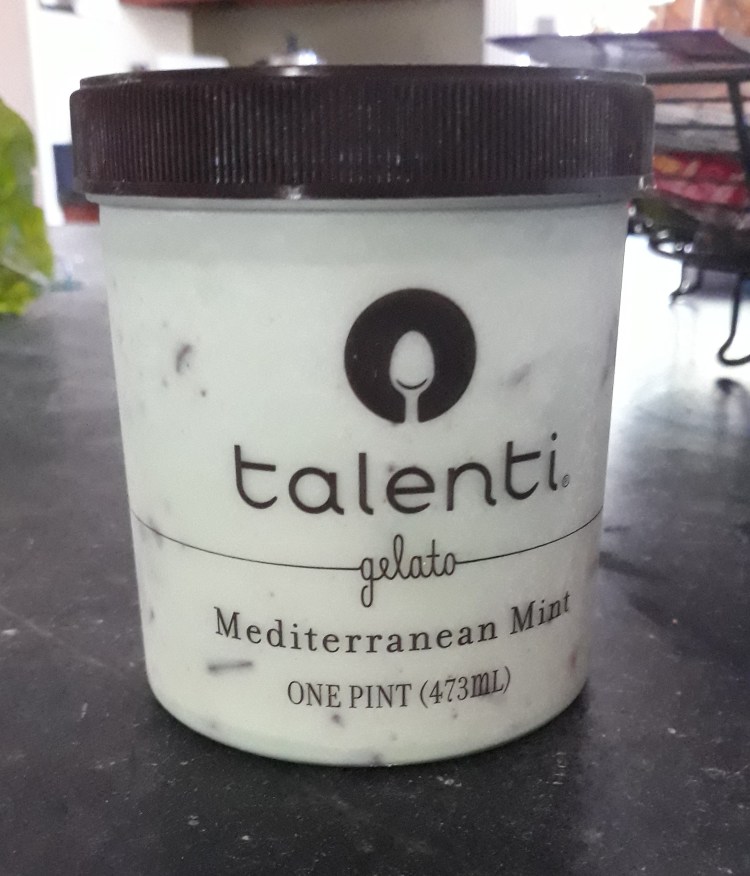 talenti®
gelato
Mediterranean Mint
ONE PINT (473mL)